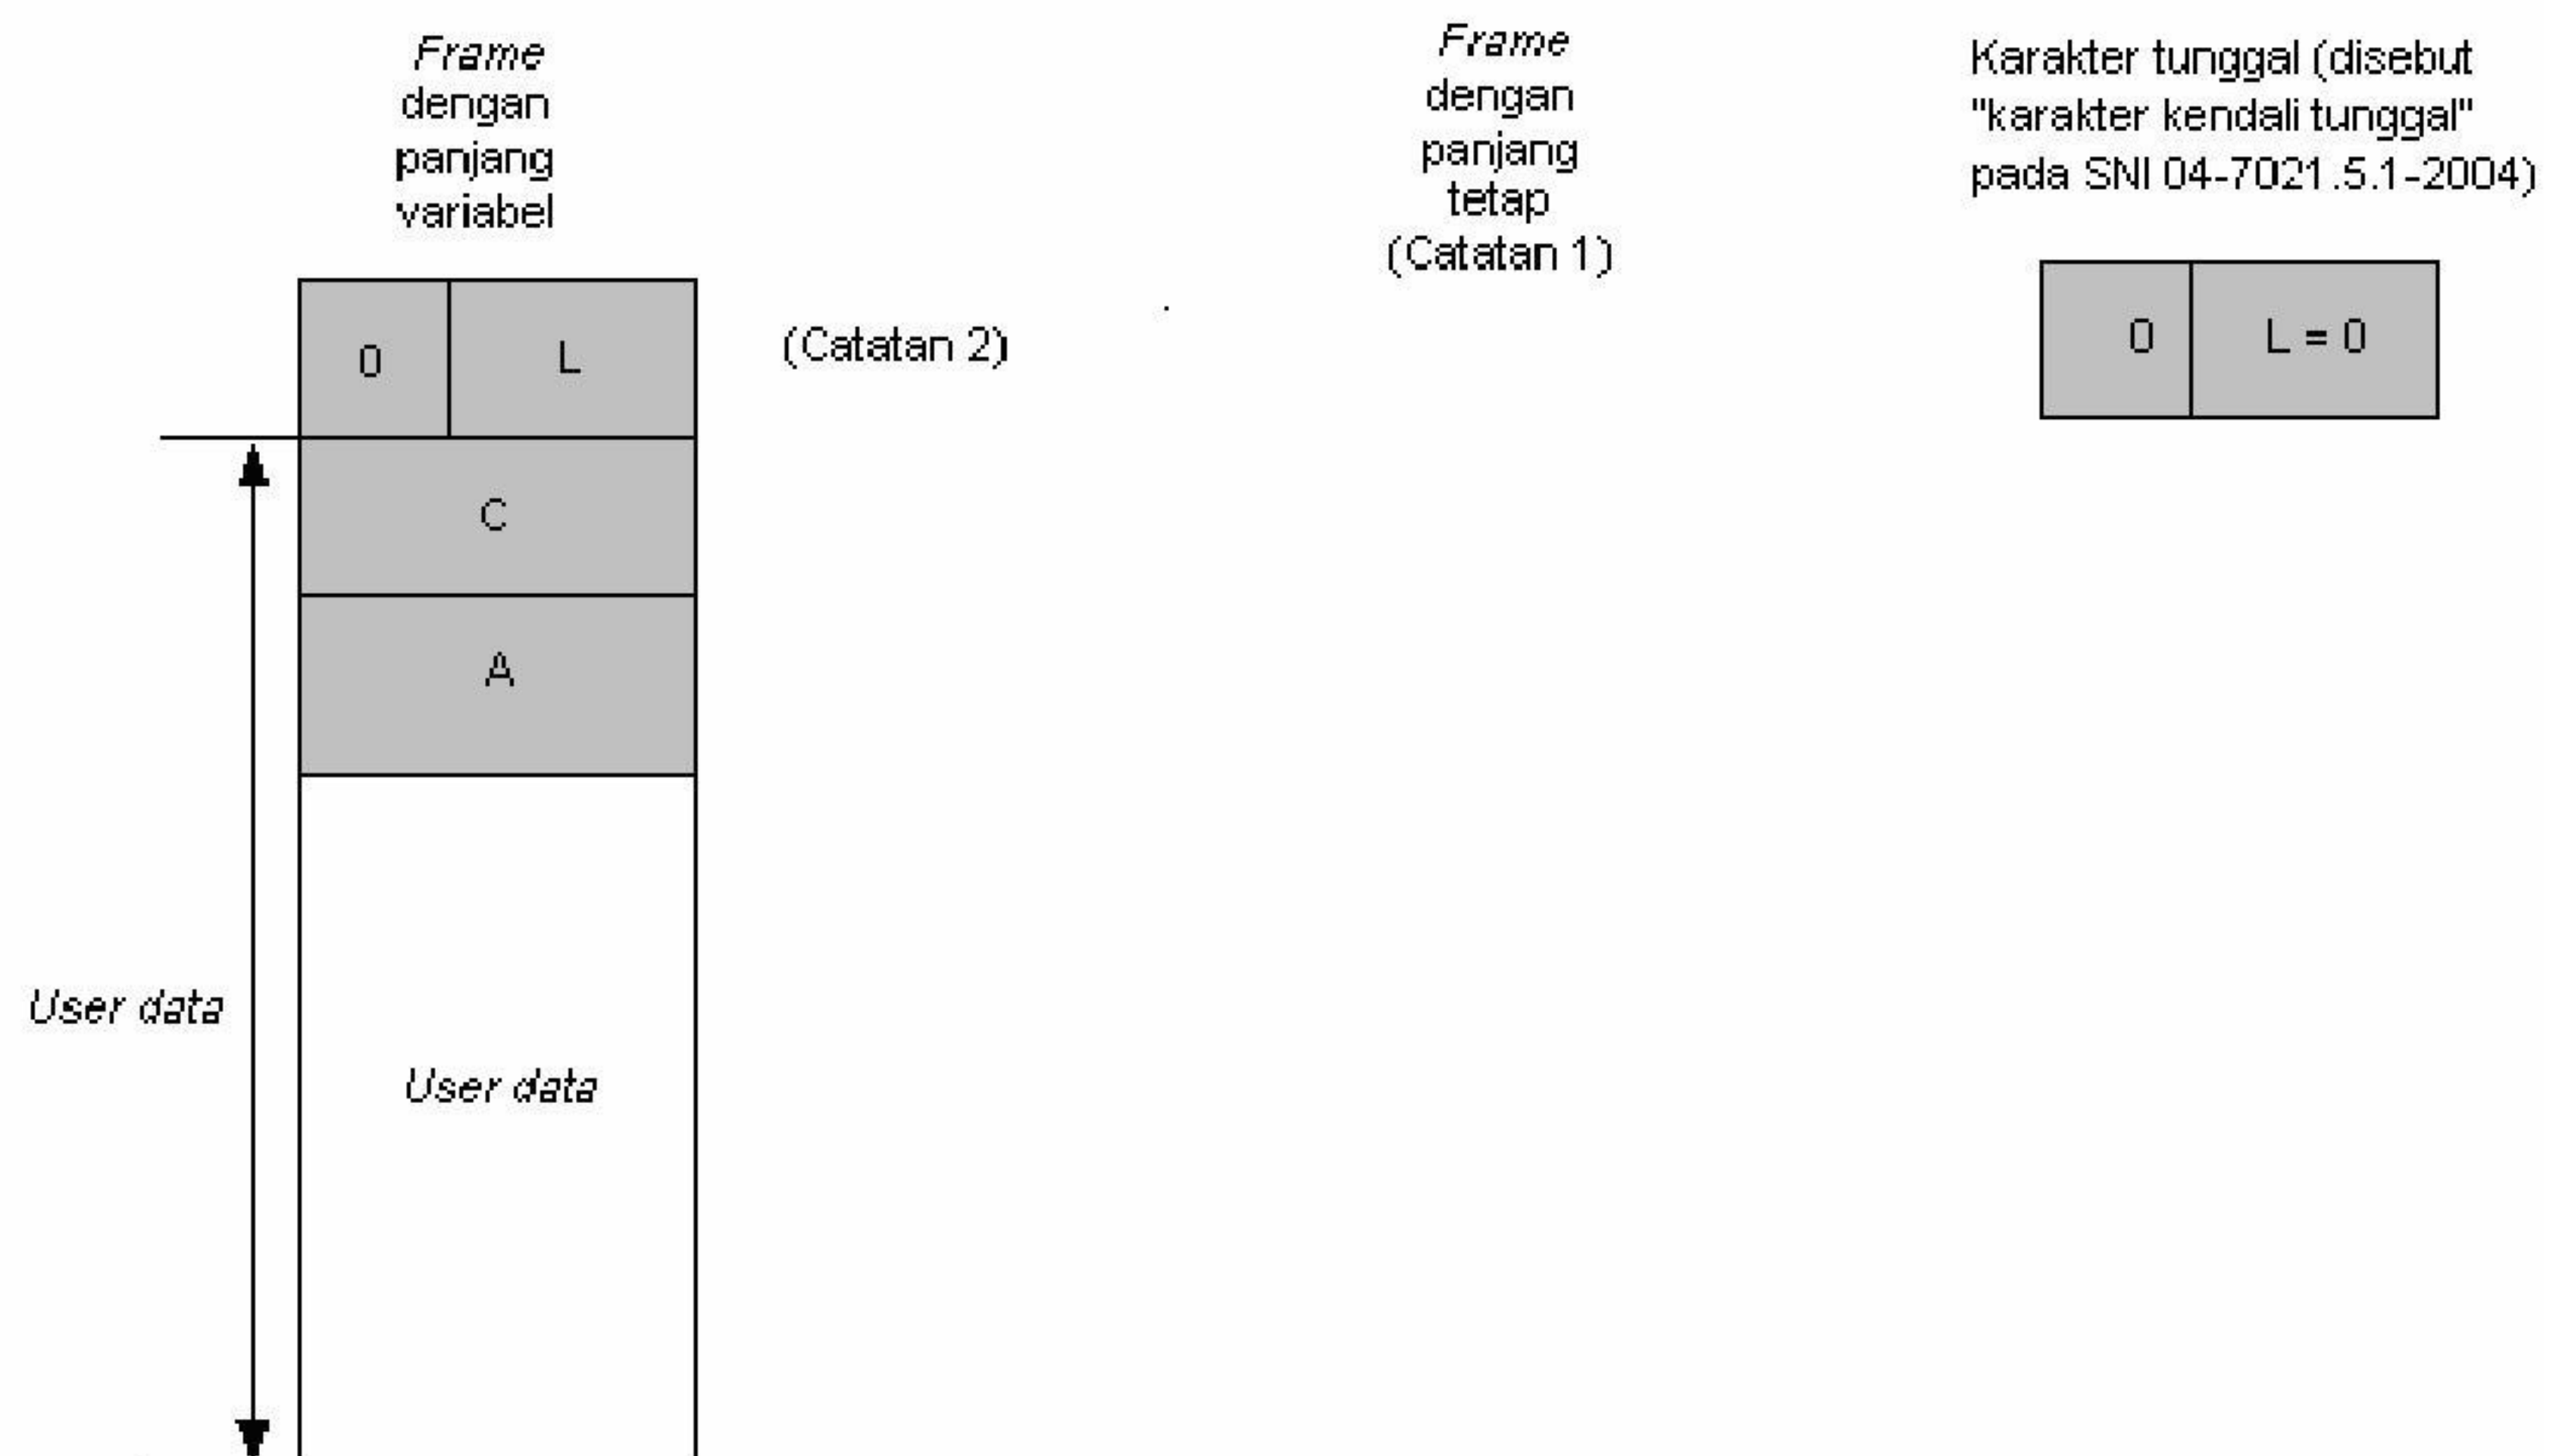 Frame
dengan
panjang
variabel
Frame
dengan
panjang
tetap
(Catatan 1)
Karakter tunggal (disebut
"karakter kendali tunggal"
pada SNI 04-7021.5.1-2004)
0
L
(Catatan 2)
0
L = 0
C
A
User data
User data